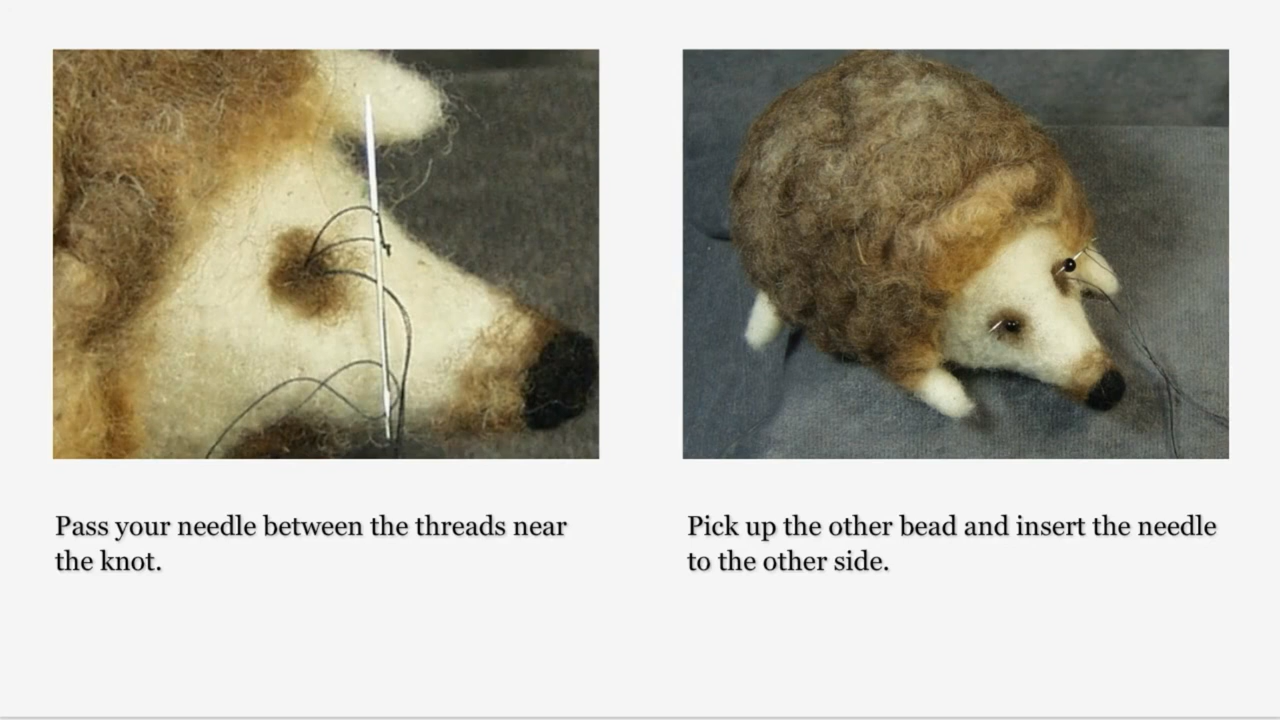 Pass your needle between the threads near
the knot.
Pick up the other bead and insert the needle
to the other side.